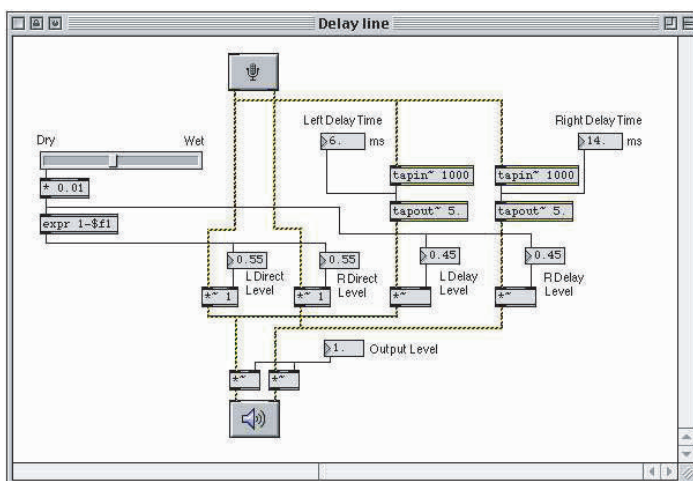 Delay line
Left Delay Time
Right Delay Time
6.
ms
14.
ms
Dry
Wet
tapin~ 1000
tapin~ 1000
* 0.01
tapout~ 5.
tapout~ 5.
expr 1-$f1
0.55
0.55
0.45
0.45
L Direct
Level
R Direct
Level
L Delay
Level
R Delay
Level
*~ 1
*~ 1
*~
*~
1.
Output Level
*~
*~